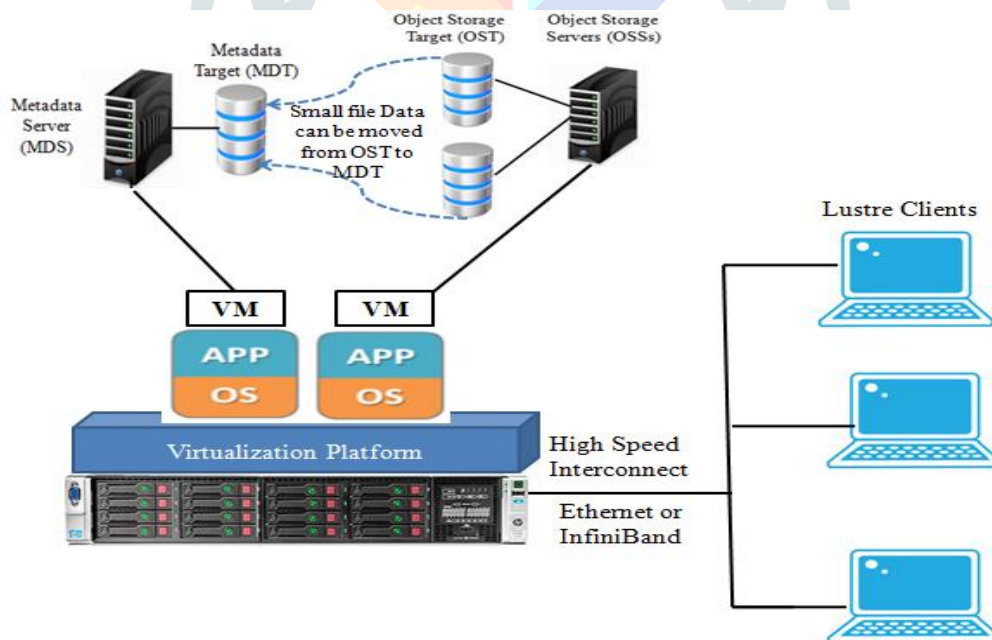 Object Storage
Target (OST)
Object Storage
Servers (OSSs)
Metadata
Target (MDT)
Metadata
Server
(MDS)
Small file Data
can be moved
from OST to
MDT
Lustre Clients
VM
VM
APP
OS
APP
OS
Virtualization Platform
High Speed
Interconnect
Ethernet or
InfiniBand